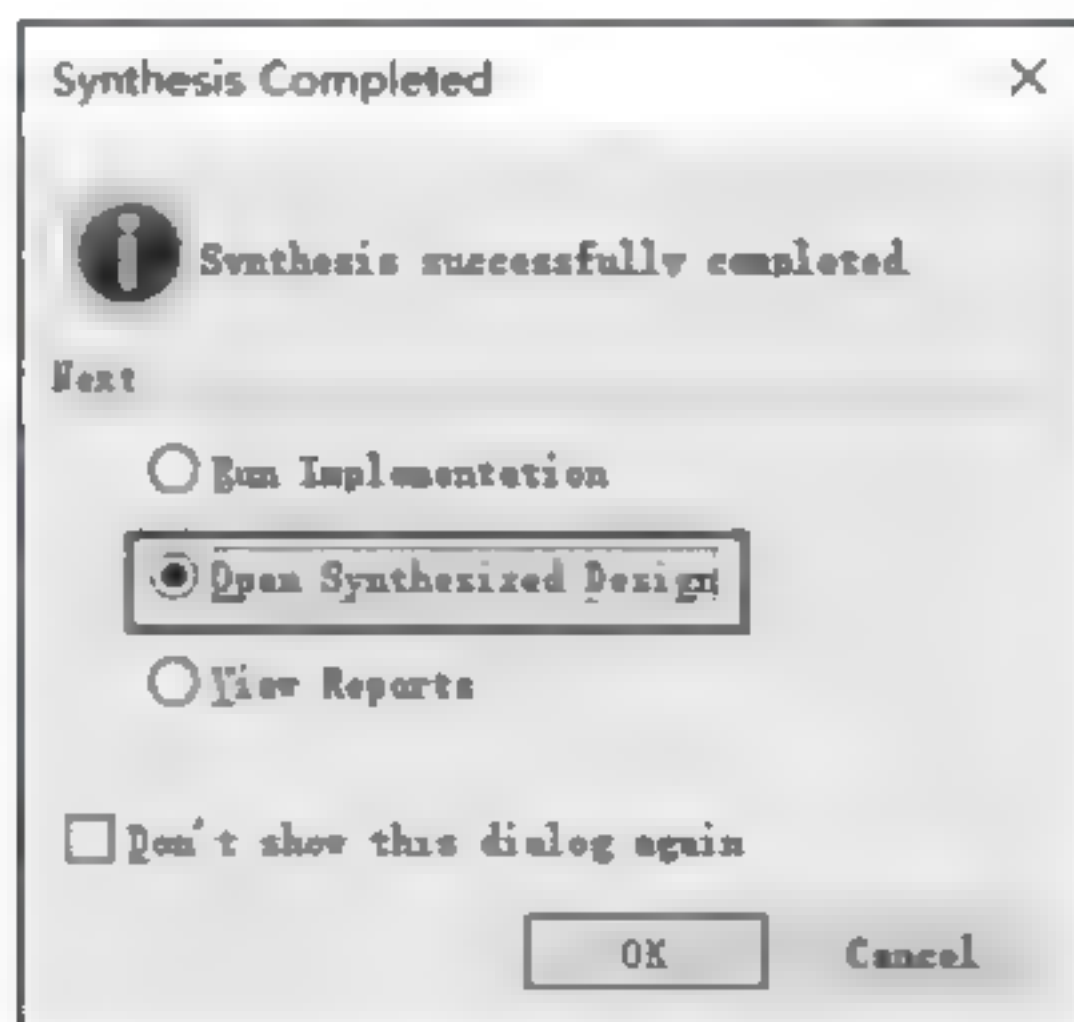 Synthesis Completed
Synthesis successfully completed
Next
Run Implementation
Open Synthesized Design
View Reports
Don't show this dialog again
OK
Cancel